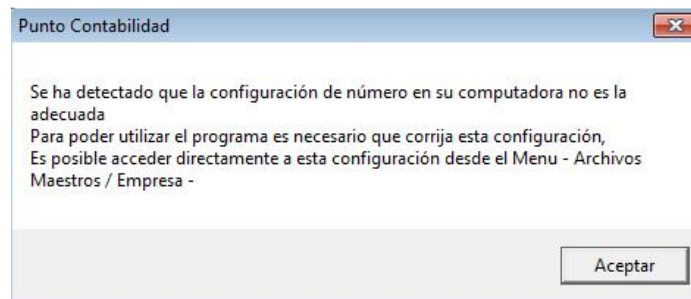 Punto Contabilidad
Se ha detectado que la configuración de número en su computadora no es la
adecuada
Para poder utilizar el programa es necesario que corrija esta configuración,
Es posible acceder directamente a esta configuración desde el Menu - Archivos
Maestros / Empresa -
Aceptar